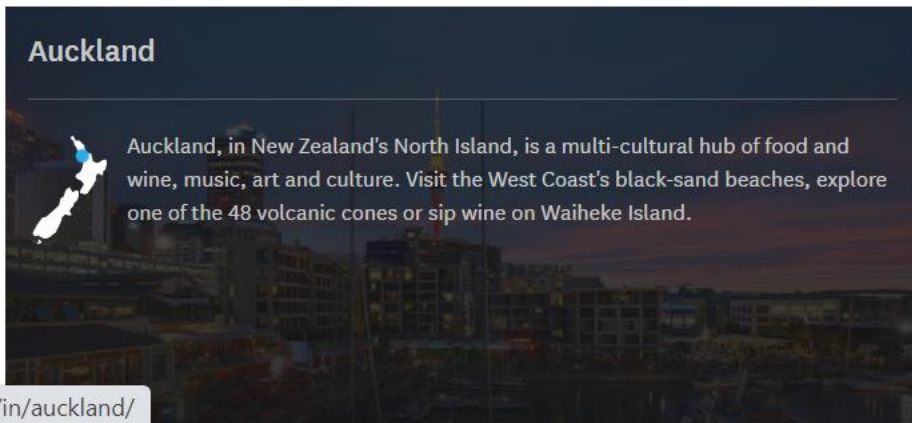 Auckland
Auckland, in New Zealand's North Island, is a multi-cultural hub of food and
wine, music, art and culture. Visit the West Coast's black-sand beaches, explore
one of the 48 volcanic cones or sip wine on Waiheke Island.
/in/auckland/